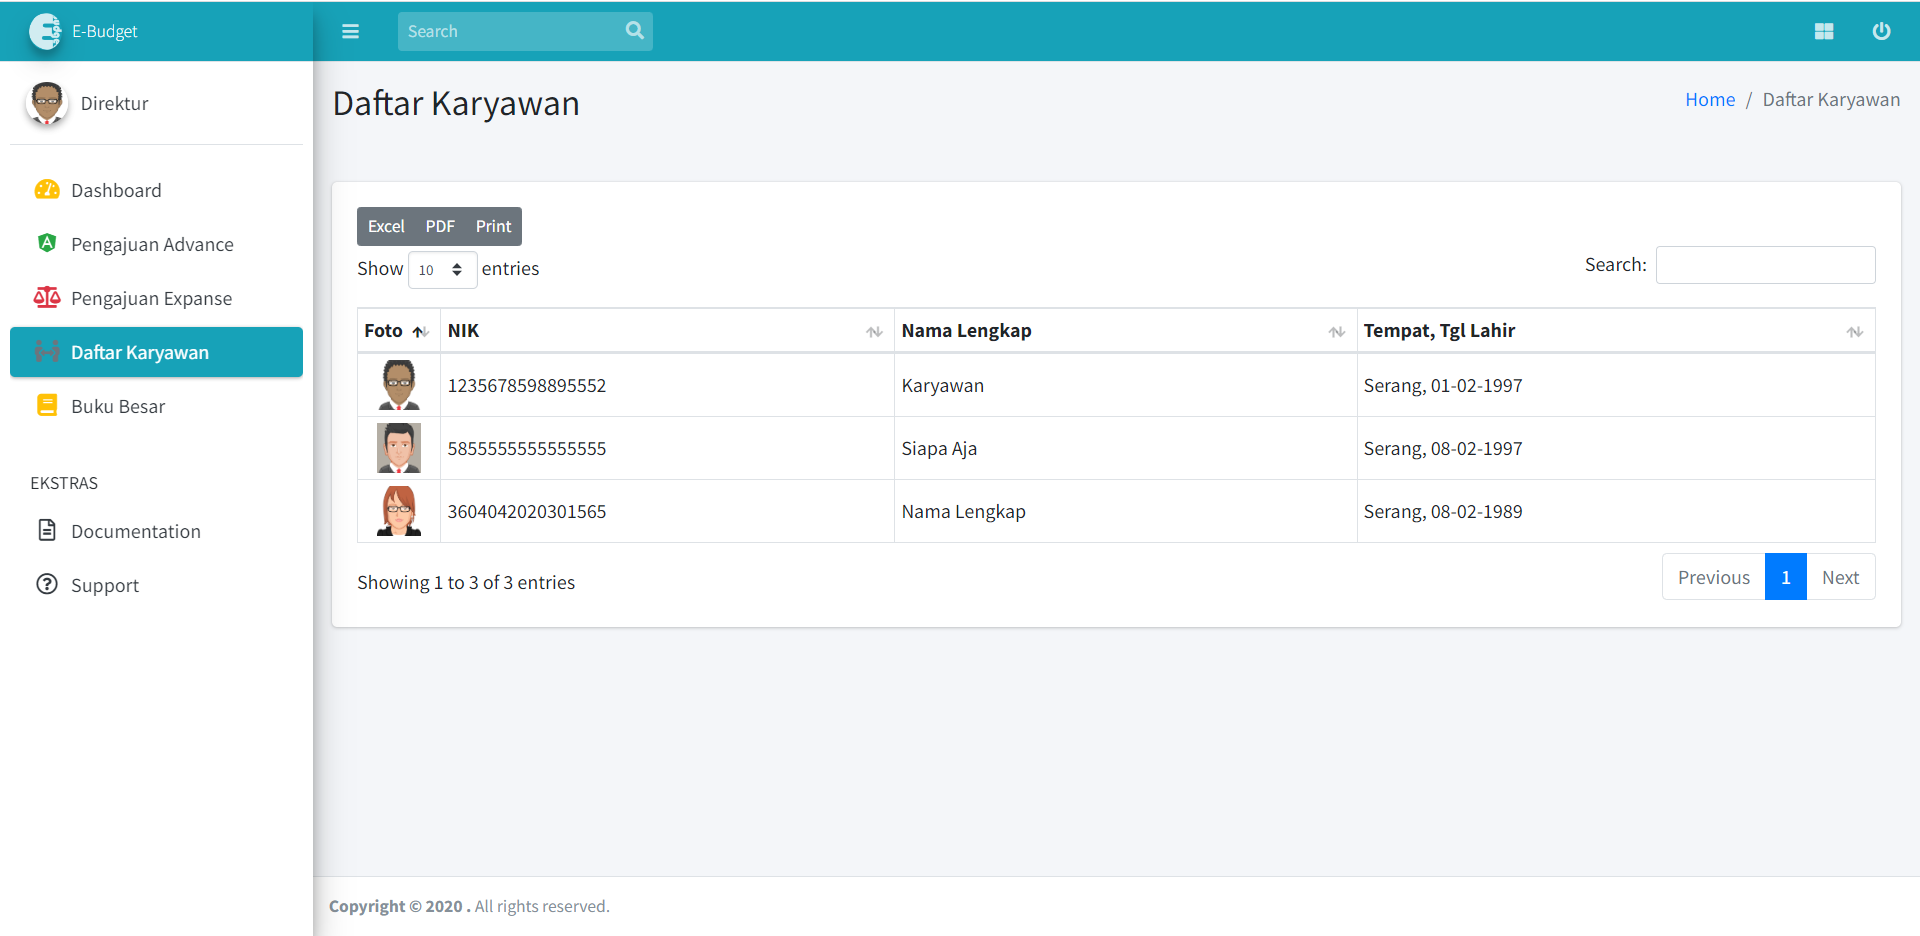 E-Budget
Search
Direktur
Dashboard
Pengajuan Advance
Pengajuan Expanse
Daftar Karyawan
Buku Besar
EKSTRAS
Documentation
Support
Daftar Karyawan
Home / Daftar Karyawan
Excel PDF Print
Show 10 entries
Search:
Foto NIK Nama Lengkap Tempat, Tgl Lahir
1235678598895552 Karyawan Serang, 01-02-1997
5855555555555555 Siapa Aja Serang, 08-02-1997
3604042020301565 Nama Lengkap Serang, 08-02-1989
Showing 1 to 3 of 3 entries
Previous 1 Next
Copyright © 2020 . All rights reserved.